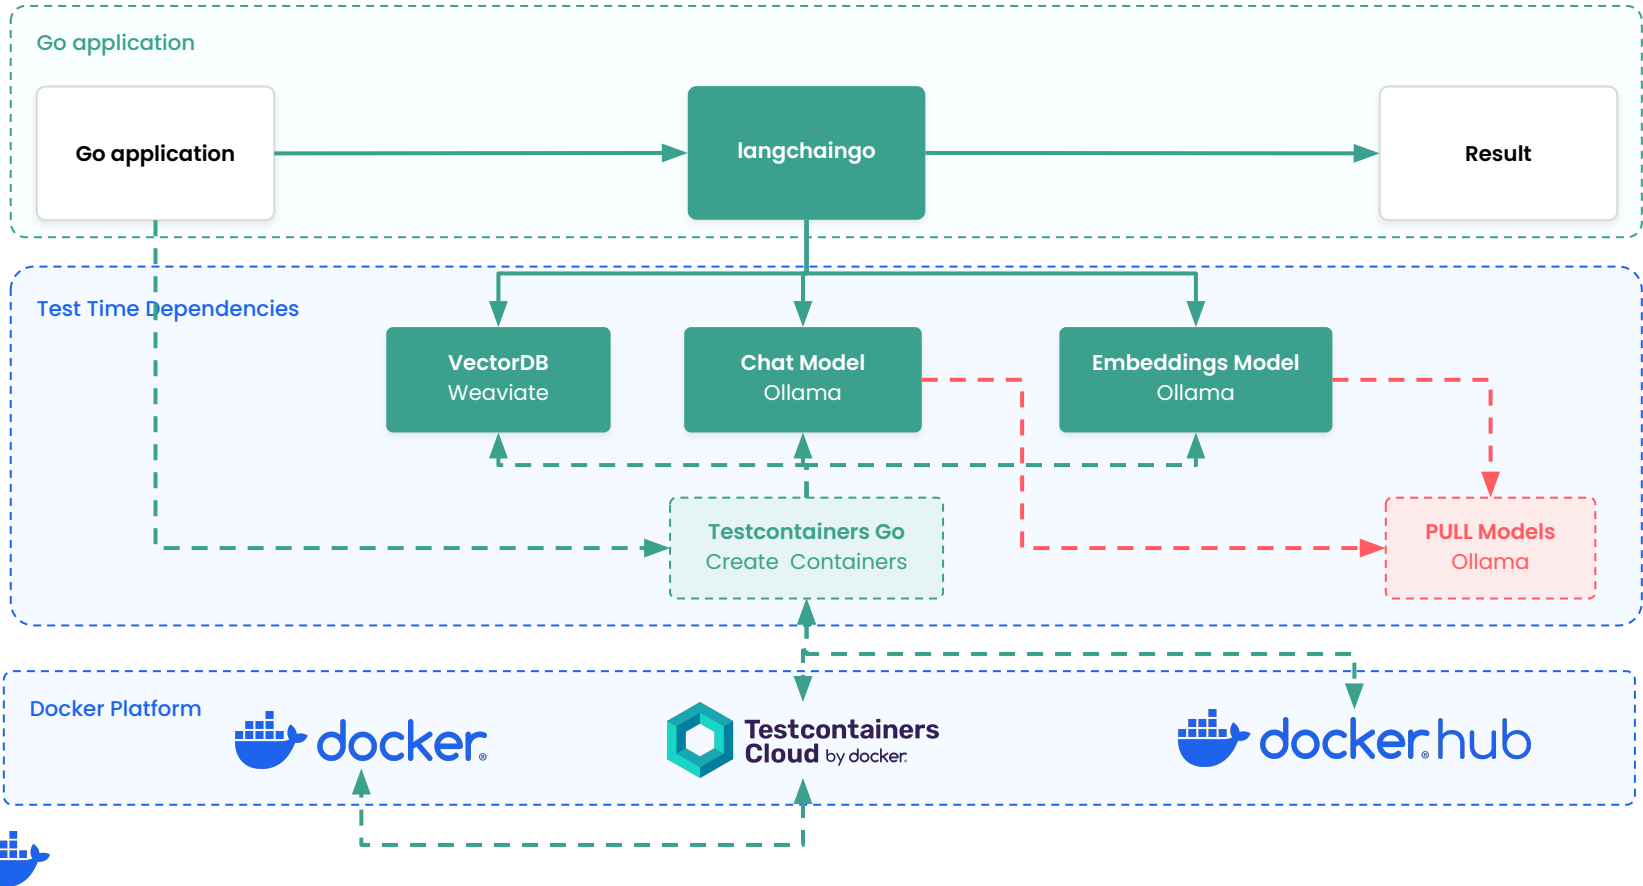 Go application
Go application
langchaingo
Result
Test Time Dependencies
VectorDB
Weaviate
Chat Model
Ollama
Embeddings Model
Ollama
Testcontainers Go
Create Containers
PULL Models
Ollama
Docker Platform
docker®
Testcontainers
Cloud by docker
docker® hub